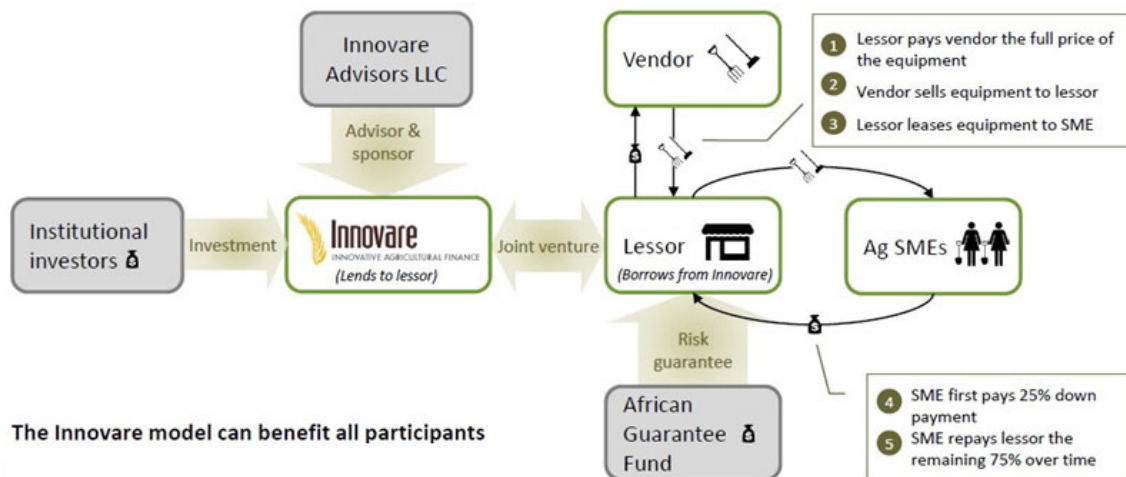 Innovare
Advisors LLC
Advisor &
sponsor
Institutional
investors
Investment
Innovare
INNOVATIVE AGRICULTURAL FINANCE
(Lends to lessor)
Joint venture
Vendor
Lessor
(Borrows from Innovare)
Ag SMEs
Risk
guarantee
African
Guarantee
Fund
1 Lessor pays vendor the full price of
the equipment
2 Vendor sells equipment to lessor
3 Lessor leases equipment to SME
4 SME first pays 25% down
payment
5 SME repays lessor the
remaining 75% over time
The Innovare model can benefit all participants